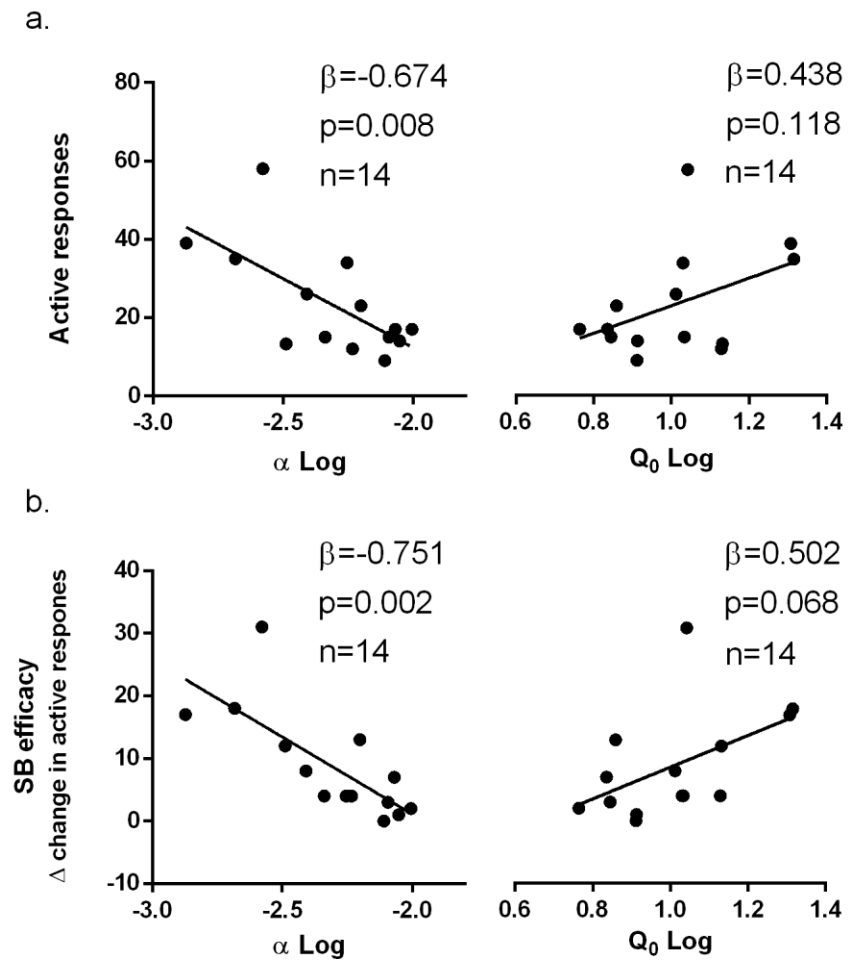 a.
β=-0.674
p=0.008
n=14
β=0.438
p=0.118
n=14
Active responses
80
60
40
20
0
-3.0 -2.5 -2.0
α Log
0.6 0.8 1.0 1.2 1.4
Q₀ Log
b.
β=-0.751
p=0.002
n=14
β=0.502
p=0.068
n=14
SB efficacy
Δ change in active respones
40
30
20
10
0
-10
-3.0 -2.5 -2.0
α Log
0.6 0.8 1.0 1.2 1.4
Q₀ Log